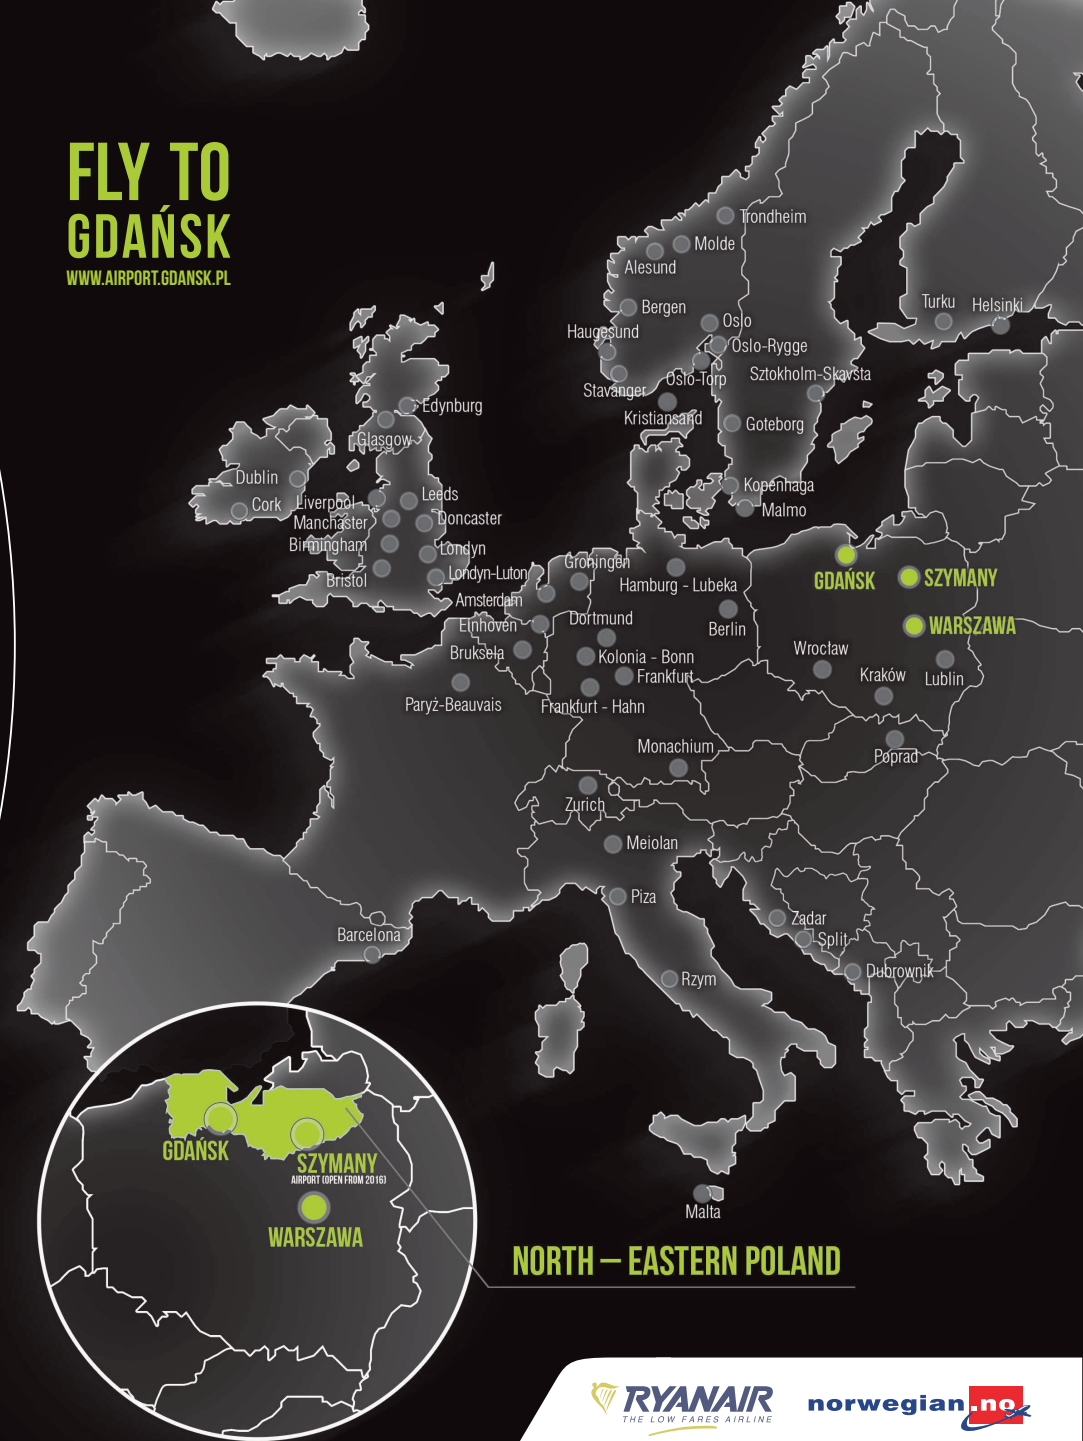 FLY TO
GDAŃSK
WWW.AIRPORT.GDANSK.PL
Trondheim
Molde
Alesund
Bergen
Turku
Helsinki
Oslo
Haugesund
Oslo-Rygge
Sztokholm-Skavsta
Oslo-Torp
Stavanger
Edynburg
Kristiansand
Goteborg
Glasgow
Dublin
Kopenhaga
Leeds
Liverpool
Cork
Malmo
Manchaster
Doncaster
Birmingham
Londyn
Groningen
Londyn-Luton
Bristol
Hamburg - Lubeka
GDAŃSK
SZYMANY
Amsterdam
Dortmund
Einhoven
Berlin
WARSZAWA
Bruksela
Kolonia - Bonn
Wrocław
Frankfurt
Kraków
Lublin
Paryż-Beauvais
Frankfurt - Hahn
Monachium
Poprad
Zurich
Meiolan
Piza
Zadar
Barcelona
Split
Dubrownik
Rzym
GDAŃSK
SZYMANY
AIRPORT (OPEN FROM 2016)
Malta
WARSZAWA
NORTH – EASTERN POLAND
RYANAIR
THE LOW FARES AIRLINE
norwegian.no